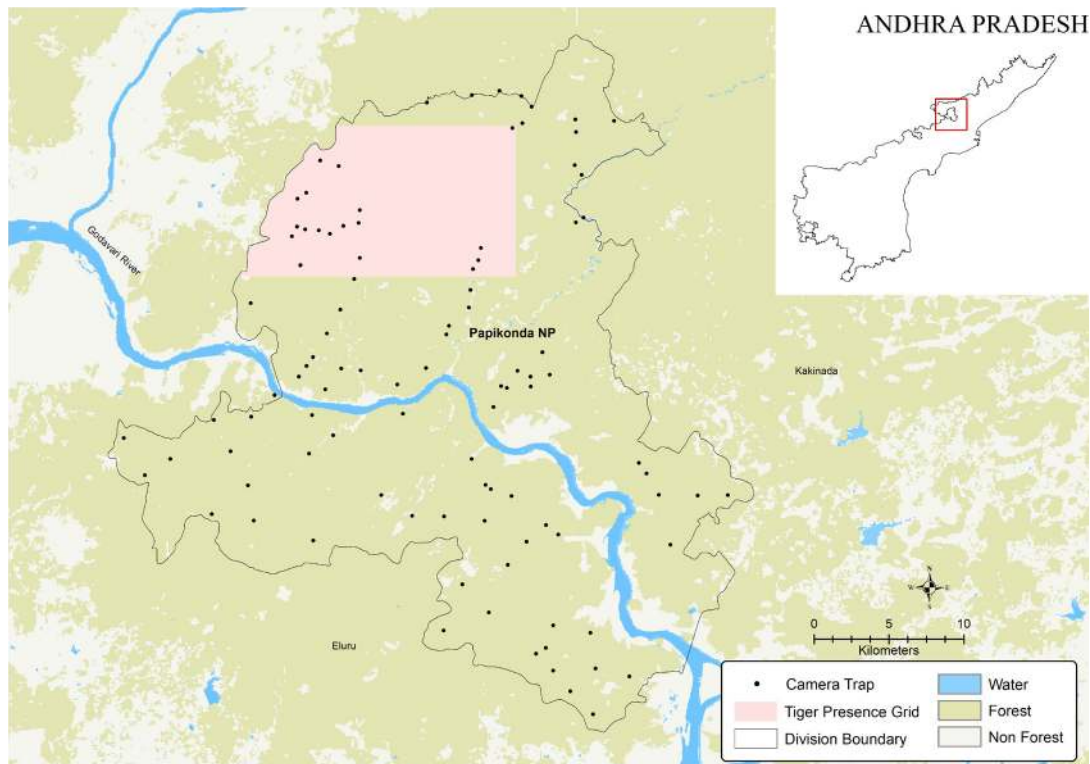 ANDHRA PRADESH
Godavari River
Papikonda NP
Kakinada
Eluru
N
W E
S
0 5 10
Kilometers
Camera Trap
Tiger Presence Grid
Division Boundary
Water
Forest
Non Forest